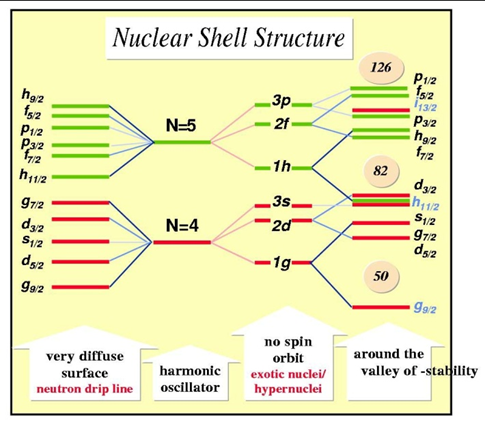 Nuclear Shell Structure
126
p1/2
f5/2
i13/2
p3/2
h9/2
f7/2
3p
2f
1h
N=5
h9/2
f5/2
p1/2
p3/2
f7/2
h11/2
82
d3/2
h11/2
s1/2
g7/2
d5/2
3s
2d
1g
N=4
g7/2
d3/2
s1/2
d5/2
g9/2
50
g9/2
very diffuse
surface
neutron drip line
harmonic
oscillator
no spin
orbit
exotic nuclei/
hypernuclei
around the
valley of -stability